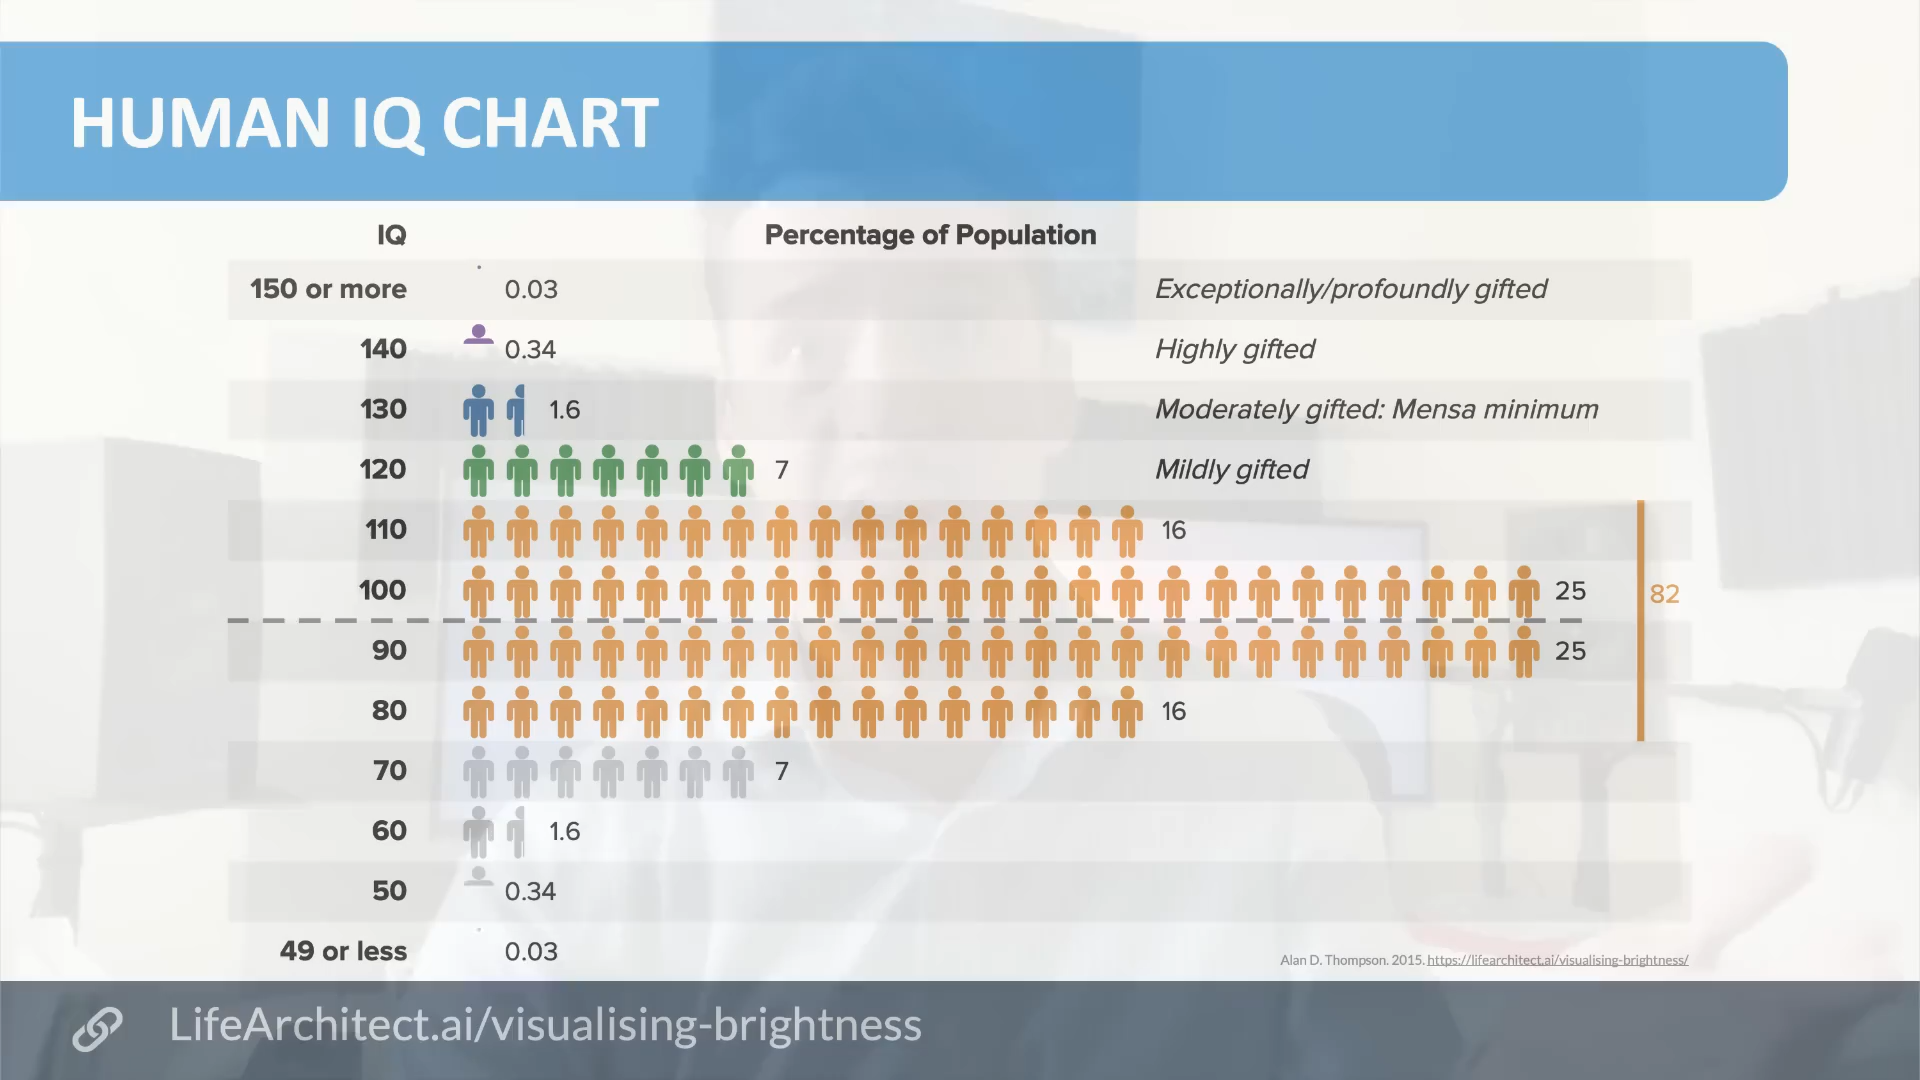 HUMAN IQ CHART
IQ Percentage of Population
150 or more 0.03 Exceptionally/profoundly gifted
140 0.34 Highly gifted
130 1.6 Moderately gifted: Mensa minimum
120 7 Mildly gifted
110 16
100 25
82
90 25
80 16
70 7
60 1.6
50 0.34
49 or less 0.03
Alan D. Thompson. 2015. https://lifearchitect.ai/visualising-brightness/
LifeArchitect.ai/visualising-brightness